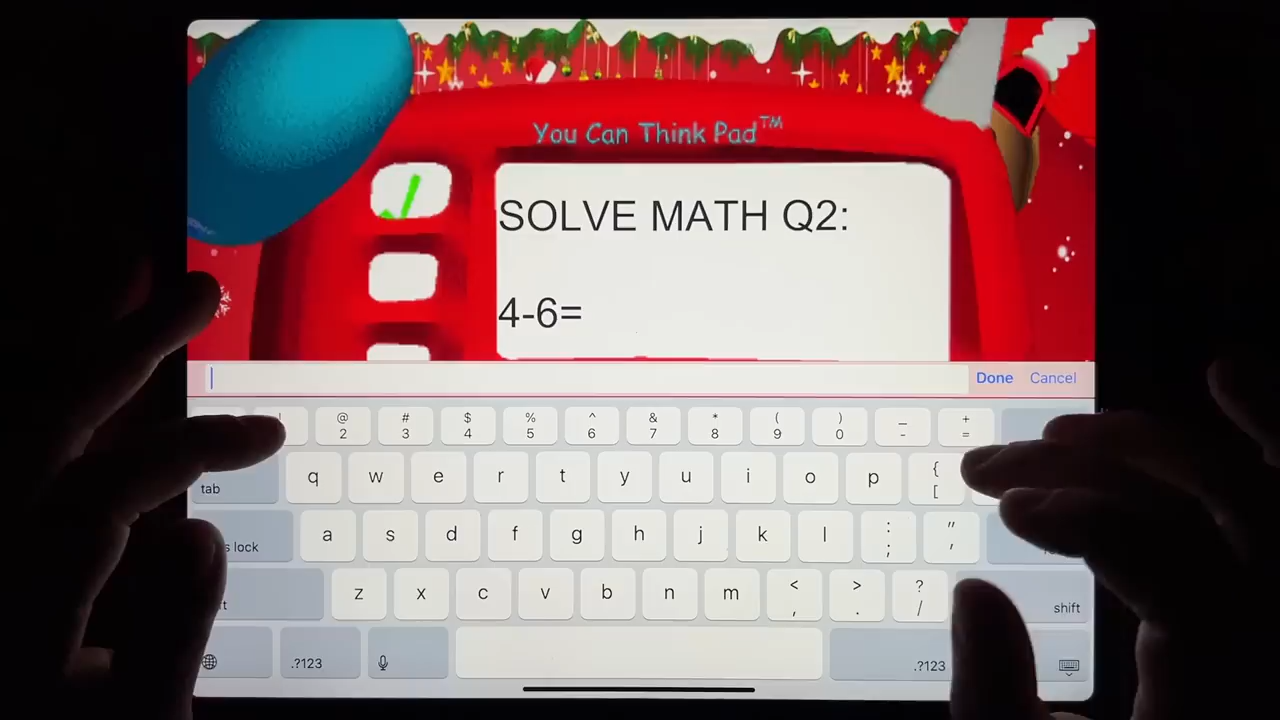 You Can Think Pad™
SOLVE MATH Q2:
4-6=
Done Cancel
! @ # $ % ^ & * ( ) _ +
2 3 4 5 6 7 8 9 0 - =
tab q w e r t y u i o p { [
s lock a s d f g h j k l : ; " '
z x c v b n m < , > . ? / shift
.?123 .?123